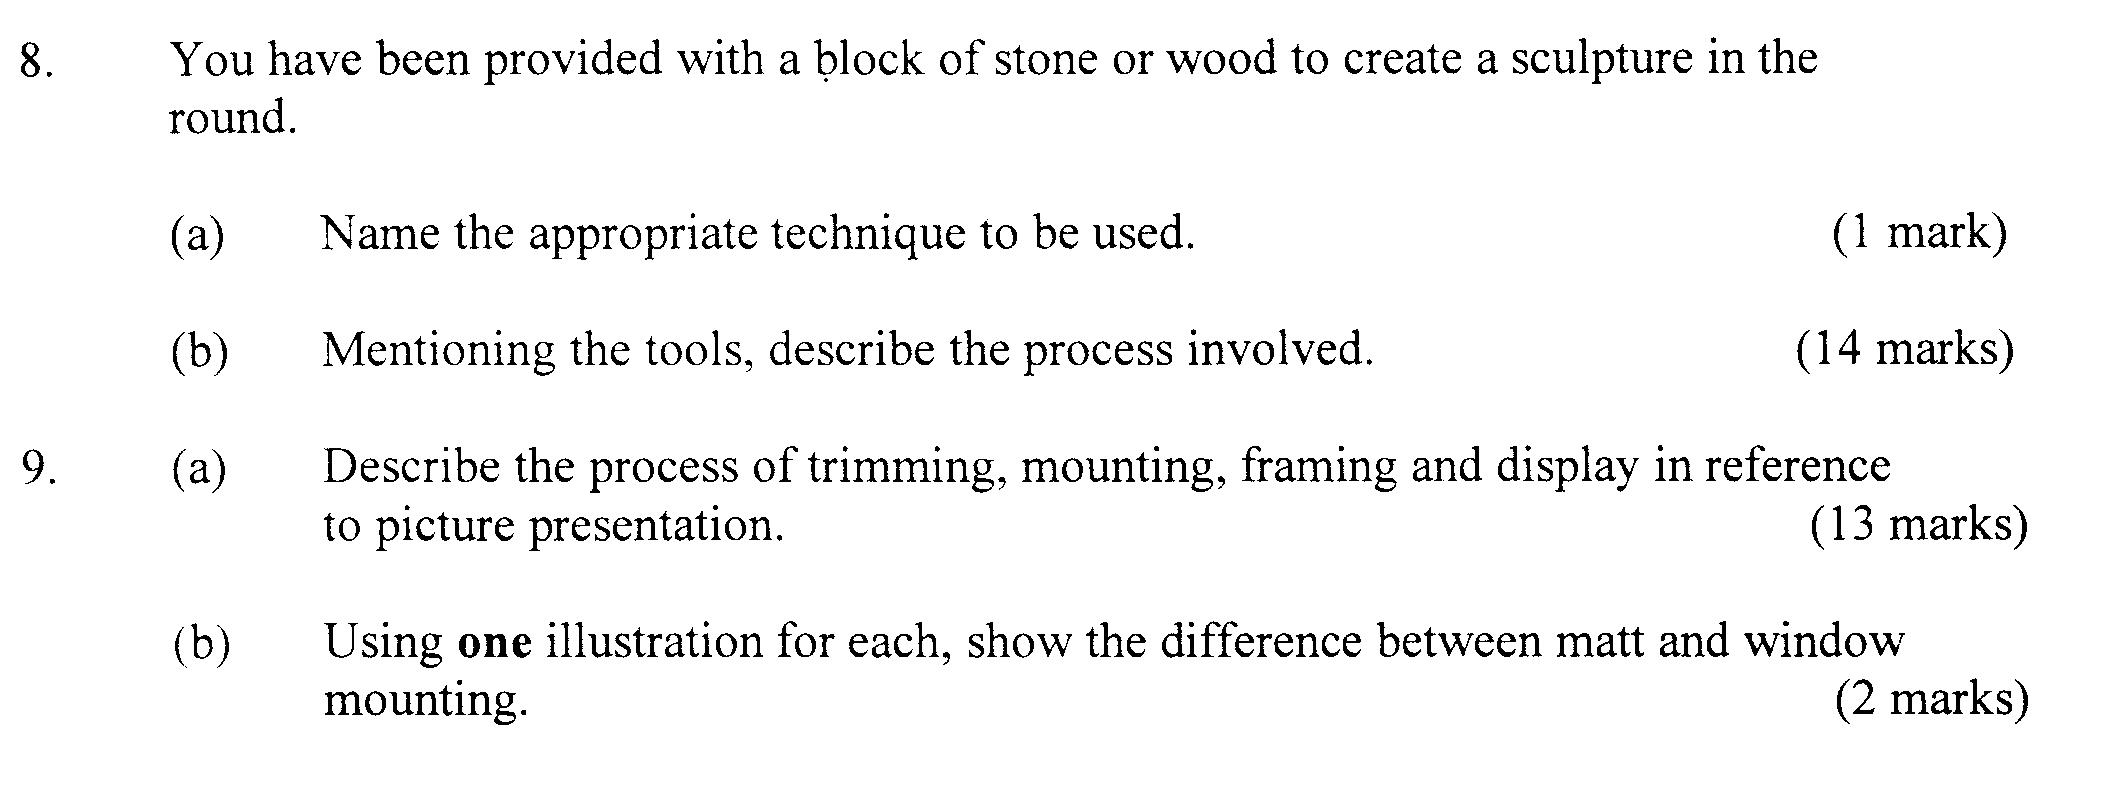 8. You have been provided with a block of stone or wood to create a sculpture in the
round.
(a) Name the appropriate technique to be used. (1 mark)
(b) Mentioning the tools, describe the process involved. (14 marks)
9. (a) Describe the process of trimming, mounting, framing and display in reference
to picture presentation. (13 marks)
(b) Using one illustration for each, show the difference between matt and window
mounting. (2 marks)